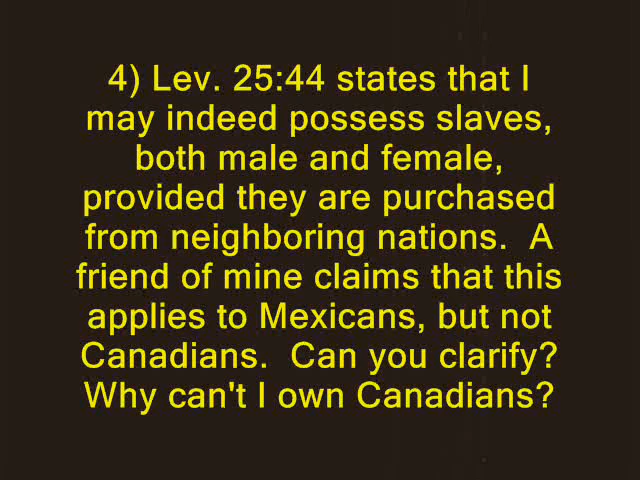 4) Lev. 25:44 states that I
may indeed possess slaves,
both male and female,
provided they are purchased
from neighboring nations.  A
friend of mine claims that this
applies to Mexicans, but not
Canadians.  Can you clarify?
Why can't I own Canadians?